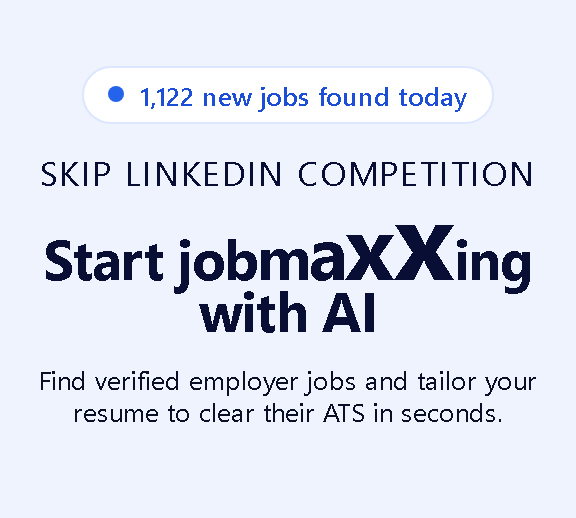 1,122 new jobs found today
SKIP LINKEDIN COMPETITION
Start jobmaxXing
with AI
Find verified employer jobs and tailor your
resume to clear their ATS in seconds.